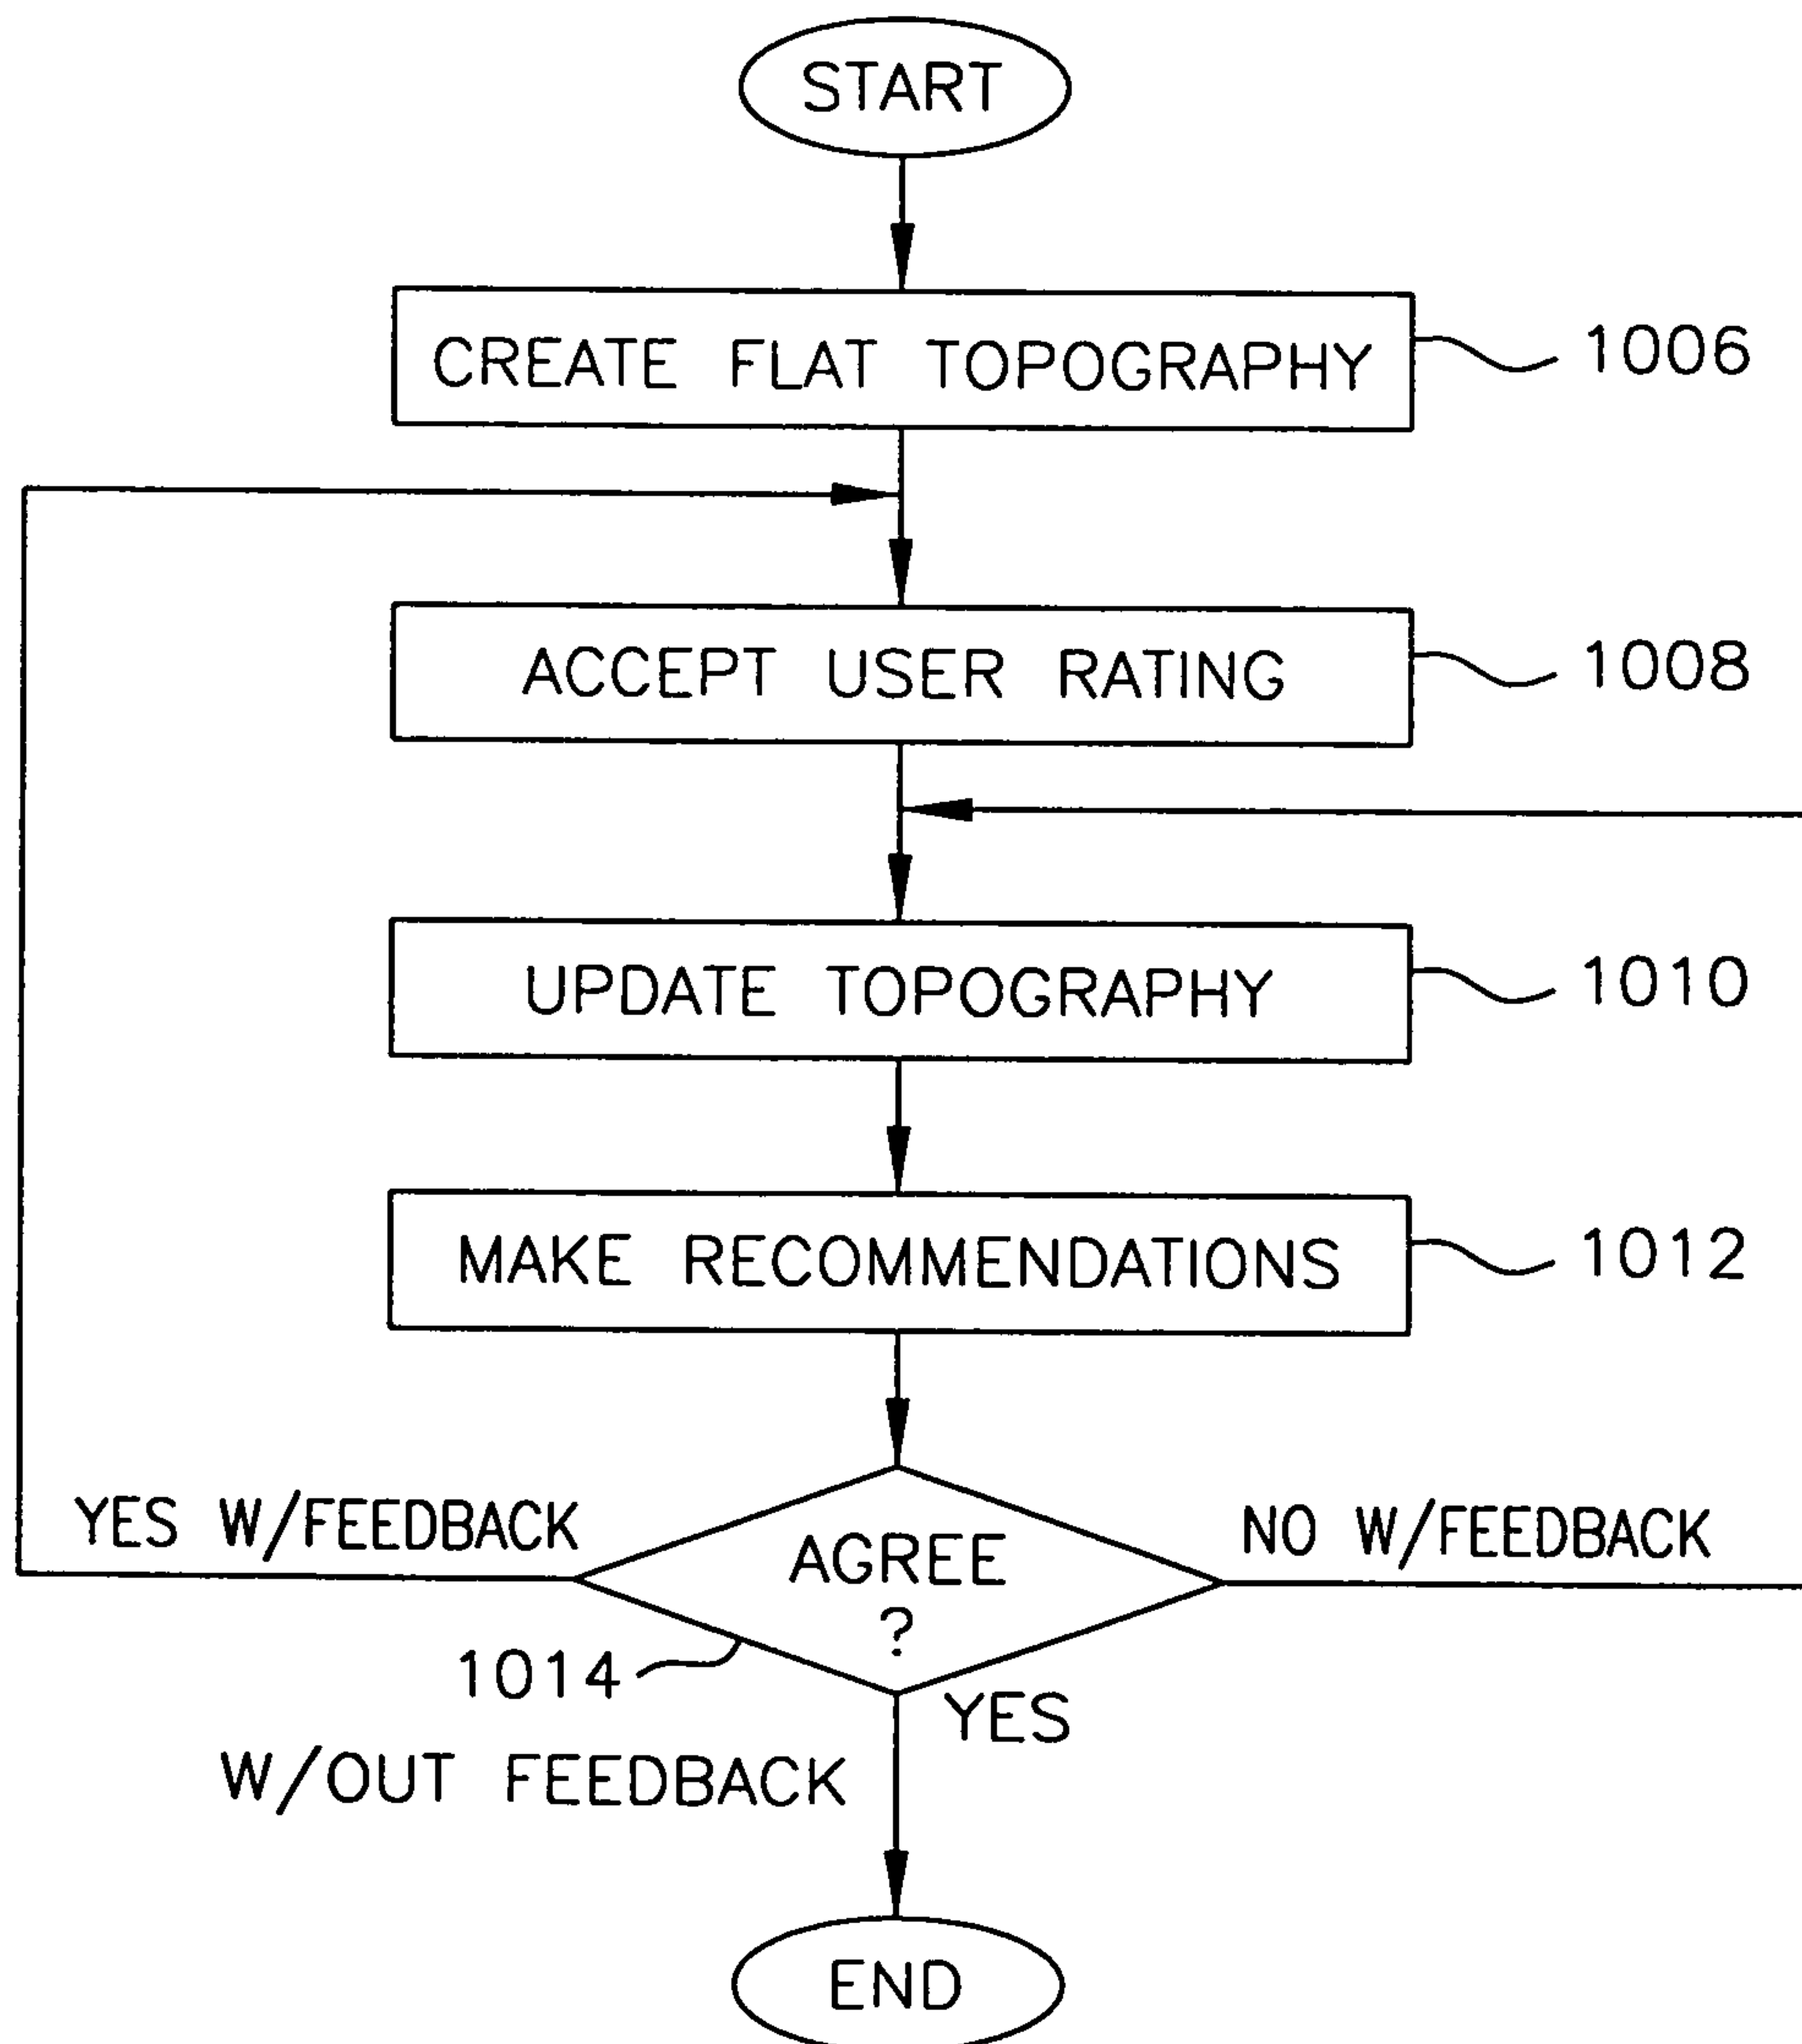 START
CREATE FLAT TOPOGRAPHY
1006
ACCEPT USER RATING
1008
UPDATE TOPOGRAPHY
1010
MAKE RECOMMENDATIONS
1012
YES W/FEEDBACK
AGREE
?
NO W/FEEDBACK
1014
YES
W/OUT FEEDBACK
END